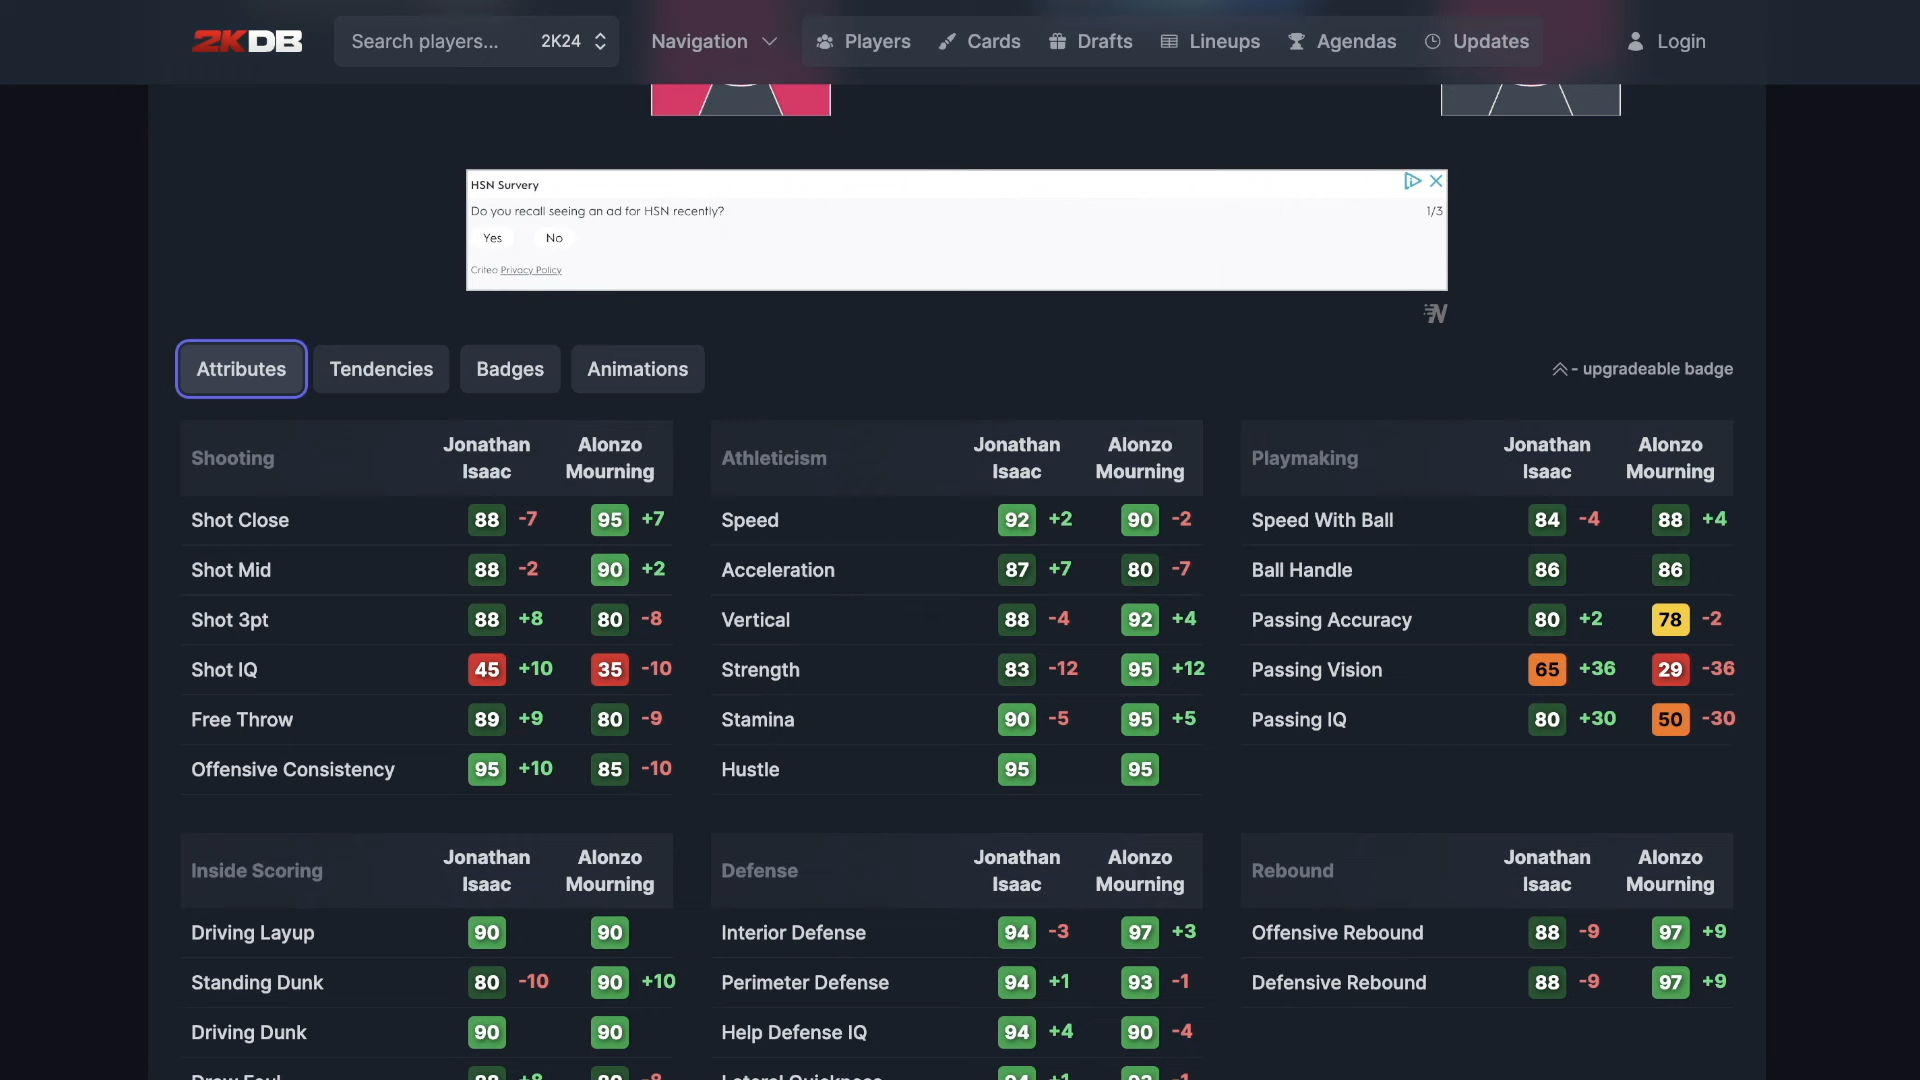 2KDB Search players... 2K24 Navigation Players Cards Drafts Lineups Agendas Updates Login
HSN Survery
Do you recall seeing an ad for HSN recently? 1/3
Yes No
Criteo Privacy Policy
Attributes Tendencies Badges Animations - upgradeable badge
Shooting Jonathan Isaac Alonzo Mourning
Shot Close 88 -7 95 +7
Shot Mid 88 -2 90 +2
Shot 3pt 88 +8 80 -8
Shot IQ 45 +10 35 -10
Free Throw 89 +9 80 -9
Offensive Consistency 95 +10 85 -10
Athleticism Jonathan Isaac Alonzo Mourning
Speed 92 +2 90 -2
Acceleration 87 +7 80 -7
Vertical 88 -4 92 +4
Strength 83 -12 95 +12
Stamina 90 -5 95 +5
Hustle 95 95
Playmaking Jonathan Isaac Alonzo Mourning
Speed With Ball 84 -4 88 +4
Ball Handle 86 86
Passing Accuracy 80 +2 78 -2
Passing Vision 65 +36 29 -36
Passing IQ 80 +30 50 -30
Inside Scoring Jonathan Isaac Alonzo Mourning
Driving Layup 90 90
Standing Dunk 80 -10 90 +10
Driving Dunk 90 90
Defense Jonathan Isaac Alonzo Mourning
Interior Defense 94 -3 97 +3
Perimeter Defense 94 +1 93 -1
Help Defense IQ 94 +4 90 -4
Rebound Jonathan Isaac Alonzo Mourning
Offensive Rebound 88 -9 97 +9
Defensive Rebound 88 -9 97 +9